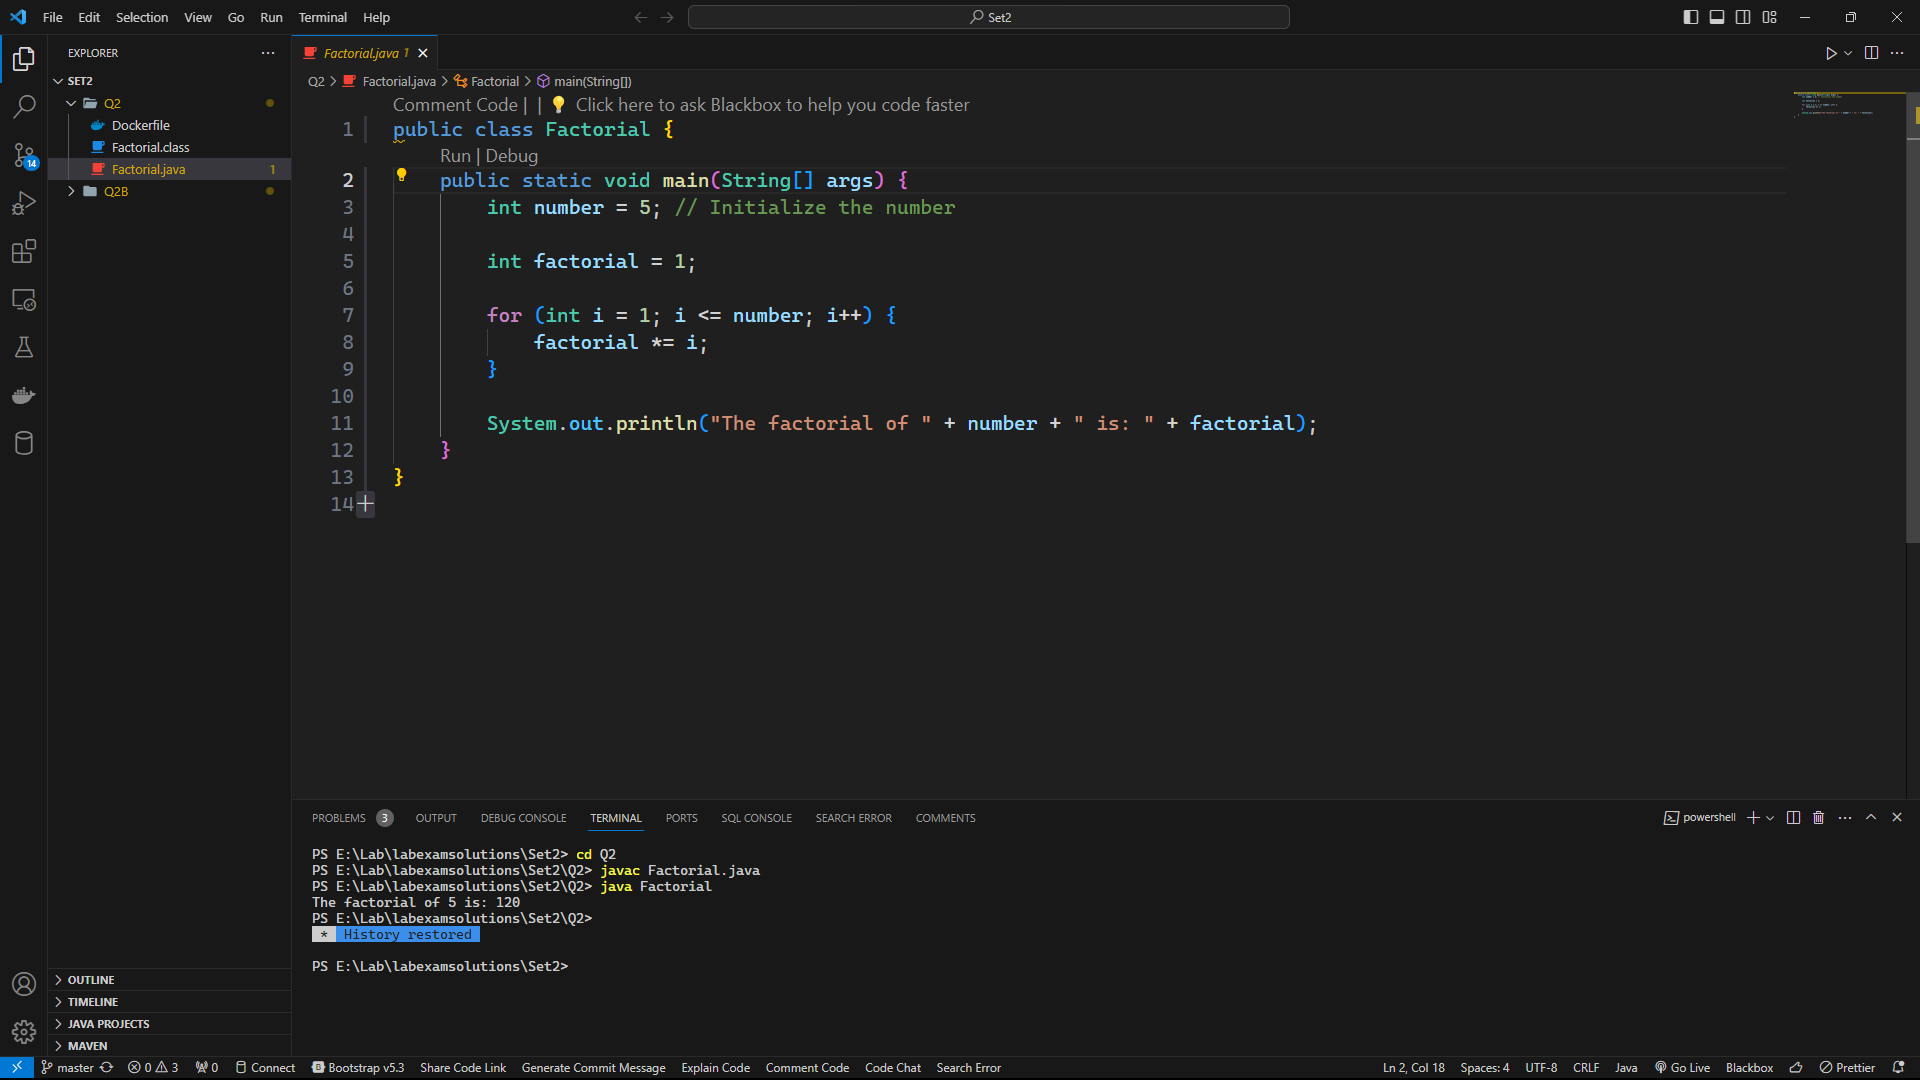 File Edit Selection View Go Run Terminal Help
Set2
EXPLORER
SET2
Q2
Dockerfile
Factorial.class
Factorial.java 1
Q2B
14
OUTLINE
TIMELINE
JAVA PROJECTS
MAVEN
Factorial.java 1
Q2 > Factorial.java > Factorial > main(String[])
Comment Code | | 💡 Click here to ask Blackbox to help you code faster
1 public class Factorial {
Run | Debug
2 public static void main(String[] args) {
3 int number = 5; // Initialize the number
4
5 int factorial = 1;
6
7 for (int i = 1; i <= number; i++) {
8 factorial *= i;
9 }
10
11 System.out.println("The factorial of " + number + " is: " + factorial);
12 }
13 }
14
PROBLEMS 3 OUTPUT DEBUG CONSOLE TERMINAL PORTS SQL CONSOLE SEARCH ERROR COMMENTS
powershell
PS E:\Lab\labexamsolutions\Set2> cd Q2
PS E:\Lab\labexamsolutions\Set2\Q2> javac Factorial.java
PS E:\Lab\labexamsolutions\Set2\Q2> java Factorial
The factorial of 5 is: 120
PS E:\Lab\labexamsolutions\Set2\Q2>
* History restored
PS E:\Lab\labexamsolutions\Set2>
master 0 3 0 Connect Bootstrap v5.3 Share Code Link Generate Commit Message Explain Code Comment Code Code Chat Search Error Ln 2, Col 18 Spaces: 4 UTF-8 CRLF Java Go Live Blackbox Prettier